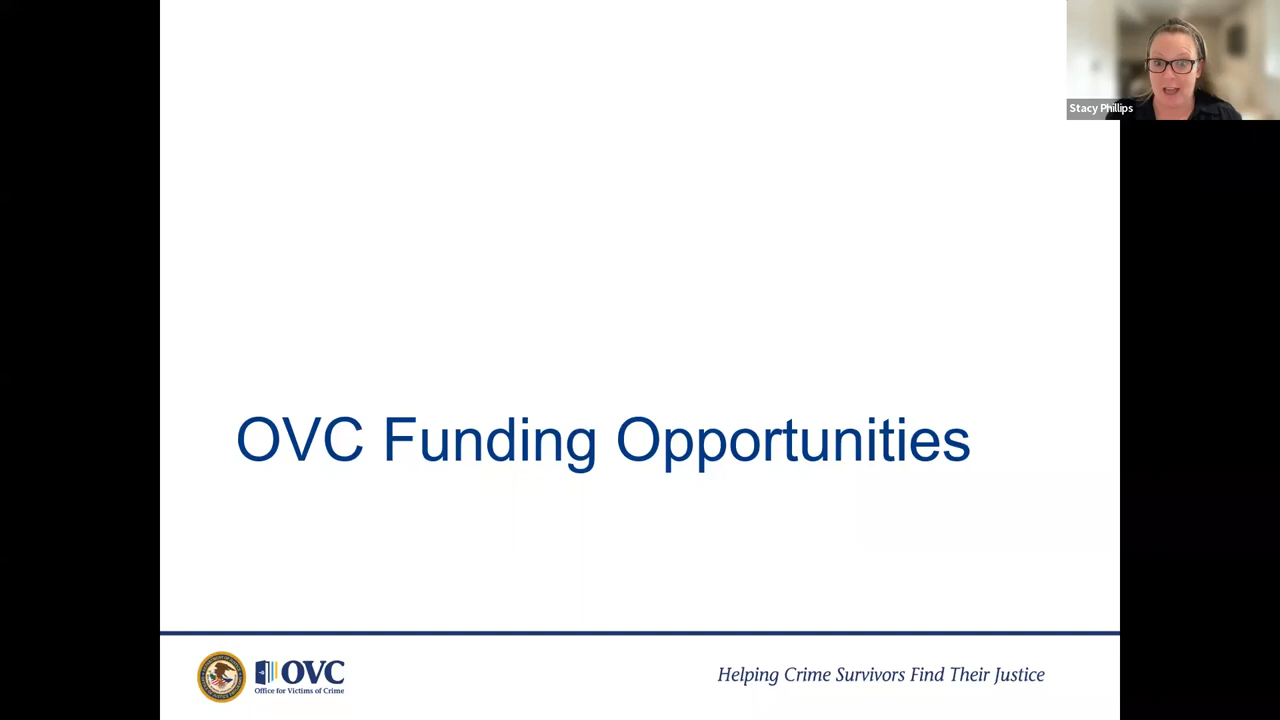 Stacy Phillips
OVC Funding Opportunities
OVC
Office for Victims of Crime
Helping Crime Survivors Find Their Justice